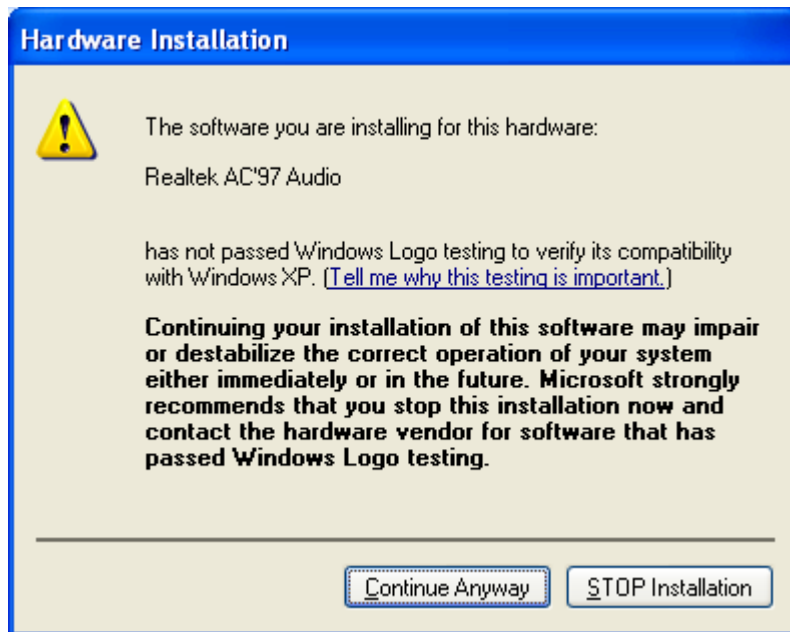 Hardware Installation
The software you are installing for this hardware:
Realtek AC'97 Audio
has not passed Windows Logo testing to verify its compatibility
with Windows XP. (Tell me why this testing is important.)
Continuing your installation of this software may impair
or destabilize the correct operation of your system
either immediately or in the future. Microsoft strongly
recommends that you stop this installation now and
contact the hardware vendor for software that has
passed Windows Logo testing.
Continue Anyway
STOP Installation